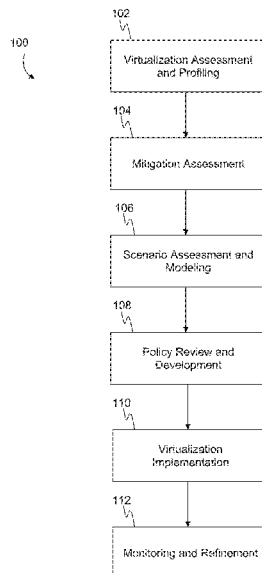 102
100
Virtualization Assessment
and Profiling
104
Mitigation Assessment
106
Scenario Assessment and
Modeling
108
Policy Review and
Development
110
Virtualization
Implementation
112
Monitoring and Refinement